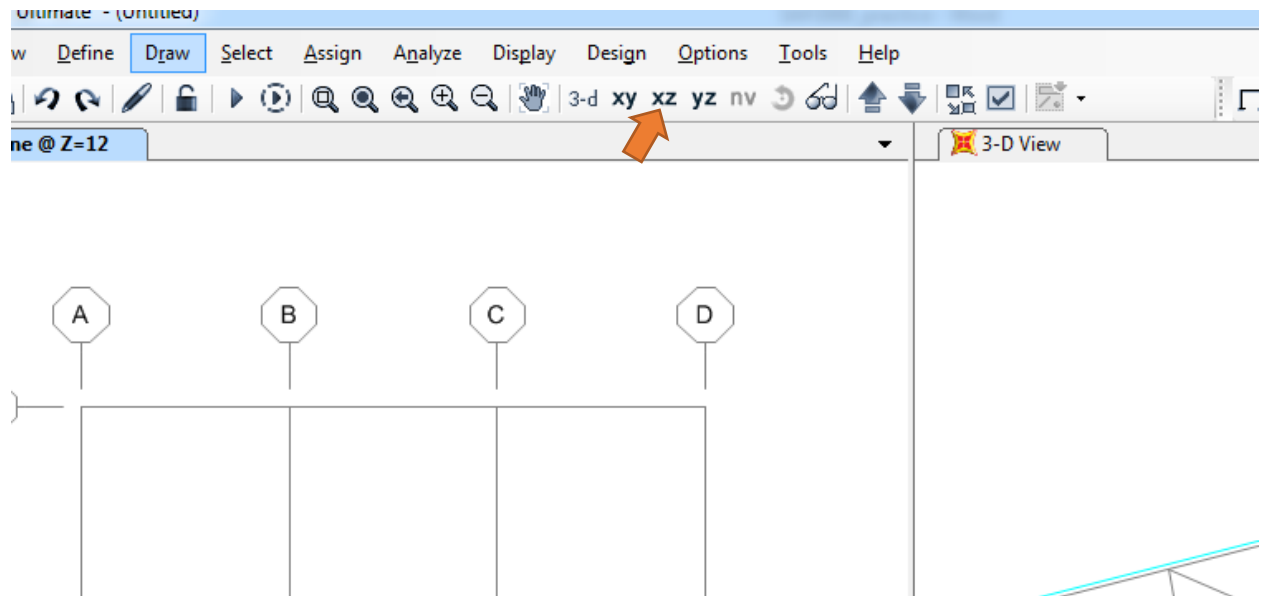 Ultimate - (Untitled)
w Define Draw Select Assign Analyze Display Design Options Tools Help
3-d xy xz yz nv
ne @ Z=12
3-D View
A B C D